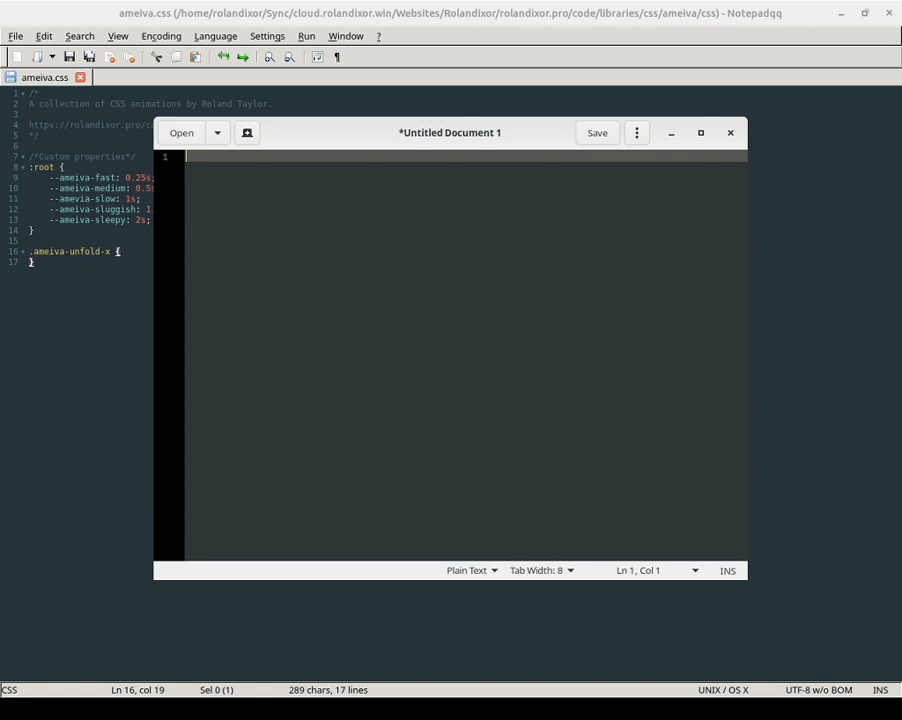 ameiva.css (/home/rolandixor/Sync/cloud.rolandixor.win/Websites/Rolandixor/rolandixor.pro/code/libraries/css/ameiva/css) - Notepadqq
File Edit Search View Encoding Language Settings Run Window ?
ameiva.css
1 /*
2 A collection of CSS animations by Roland Taylor.
3
4 https://rolandixor.pro/c
5 */
6
7 /*Custom properties*/
8 :root {
9 --ameiva-fast: 0.25s;
10 --ameiva-medium: 0.5s
11 --amevia-slow: 1s;
12 --ameiva-sluggish: 1.
13 --ameiva-sleepy: 2s;
14 }
15
16 .ameiva-unfold-x {
17 }
Open *Untitled Document 1 Save
1
Plain Text Tab Width: 8 Ln 1, Col 1 INS
CSS Ln 16, col 19 Sel 0 (1) 289 chars, 17 lines UNIX / OS X UTF-8 w/o BOM INS